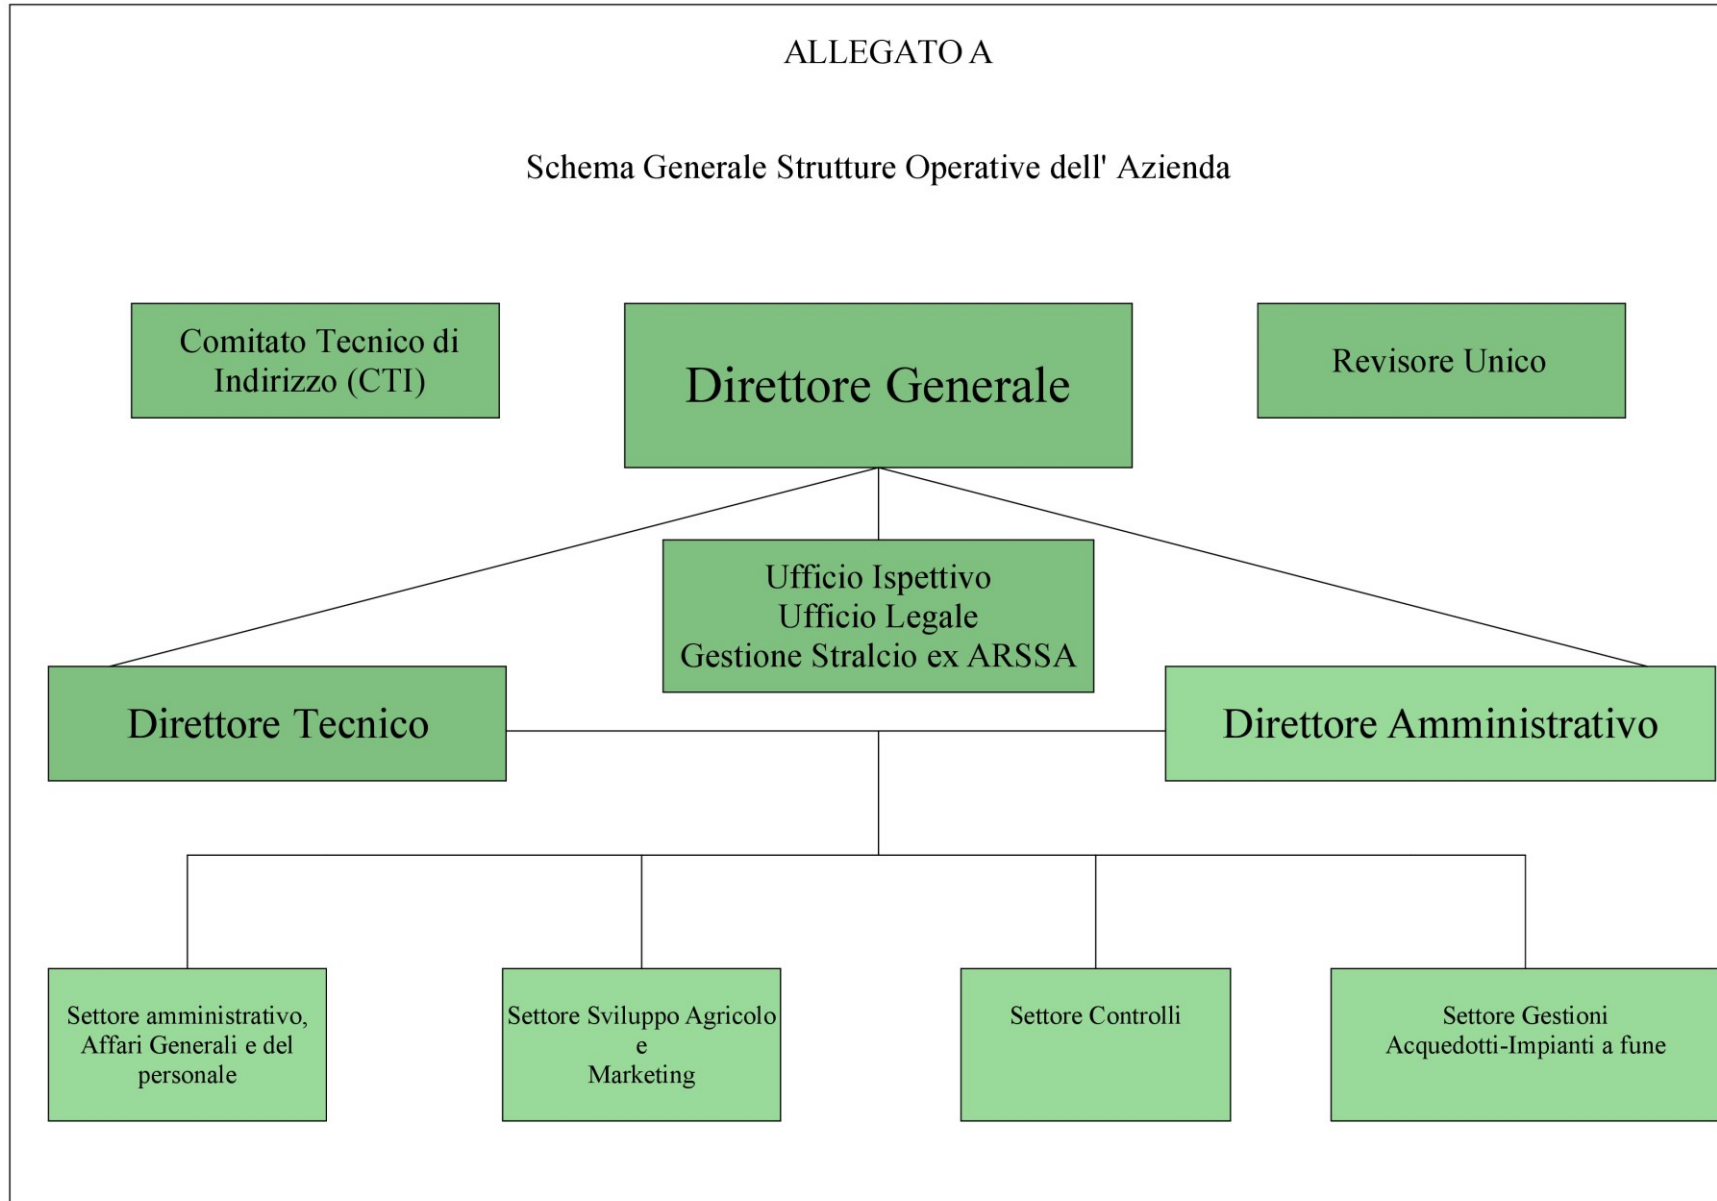 ALLEGATO A
Schema Generale Strutture Operative dell' Azienda
Comitato Tecnico di
Indirizzo (CTI)
Direttore Generale
Revisore Unico
Ufficio Ispettivo
Ufficio Legale
Gestione Stralcio ex ARSSA
Direttore Tecnico
Direttore Amministrativo
Settore amministrativo,
Affari Generali e del
personale
Settore Sviluppo Agricolo
e
Marketing
Settore Controlli
Settore Gestioni
Acquedotti-Impianti a fune